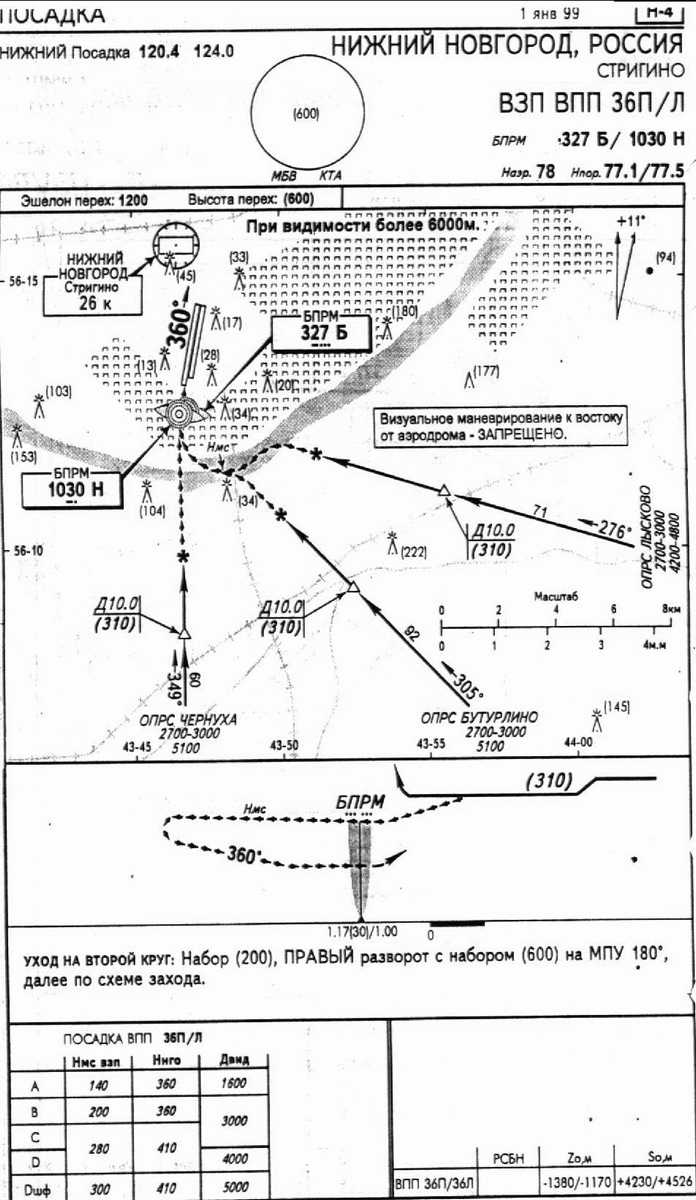 ПОСАДКА
1 янв 99
Н-4
НИЖНИЙ Посадка 120.4 124.0
НИЖНИЙ НОВГОРОД, РОССИЯ
СТРИГИНО
ВЗП ВПП 36П/Л
БПРМ 327 Б/ 1030 Н
Наэр. 78 Нпор. 77.1/77.5
(600)
МБВ КТА
Эшелон перех: 1200
Высота перех: (600)
При видимости более 6000м.
+11°
(94)
56-15
НИЖНИЙ
НОВГОРОД
Стригино
26 к
(45)
(33)
360°
(17)
БПРМ
327 Б
(180)
(13)
(28)
(20)
(177)
(103)
(34)
Визуальное маневрирование к востоку
от аэродрома - ЗАПРЕЩЕНО.
(153)
Нмс
БПРМ
1030 Н
(104)
(34)
71
276°
ОПРС ЛЫСКОВО
2700-3000
4200-4800
Д10.0
(310)
56-10
(222)
Д10.0
(310)
Д10.0
(310)
Масштаб
0 2 4 6 8км
0 1 2 3 4м.м
92
305°
60
349°
(145)
ОПРС ЧЕРНУХА
2700-3000
5100
ОПРС БУТУРЛИНО
2700-3000
5100
43-45
43-50
43-55
44-00
(310)
БПРМ
Нмс
360°
1.17(30)/1.00
0
УХОД НА ВТОРОЙ КРУГ: Набор (200), ПРАВЫЙ разворот с набором (600) на МПУ 180°,
далее по схеме захода.
ПОСАДКА ВПП 36П/Л
Нмс взп Ннго Двид
A 140 360 1600
B 200 360 3000
C 280 410
D 4000
Dшф 300 410 5000
РСБН Zо,м Sо,м
ВПП 36П/36Л -1380/-1170 +4230/+4526